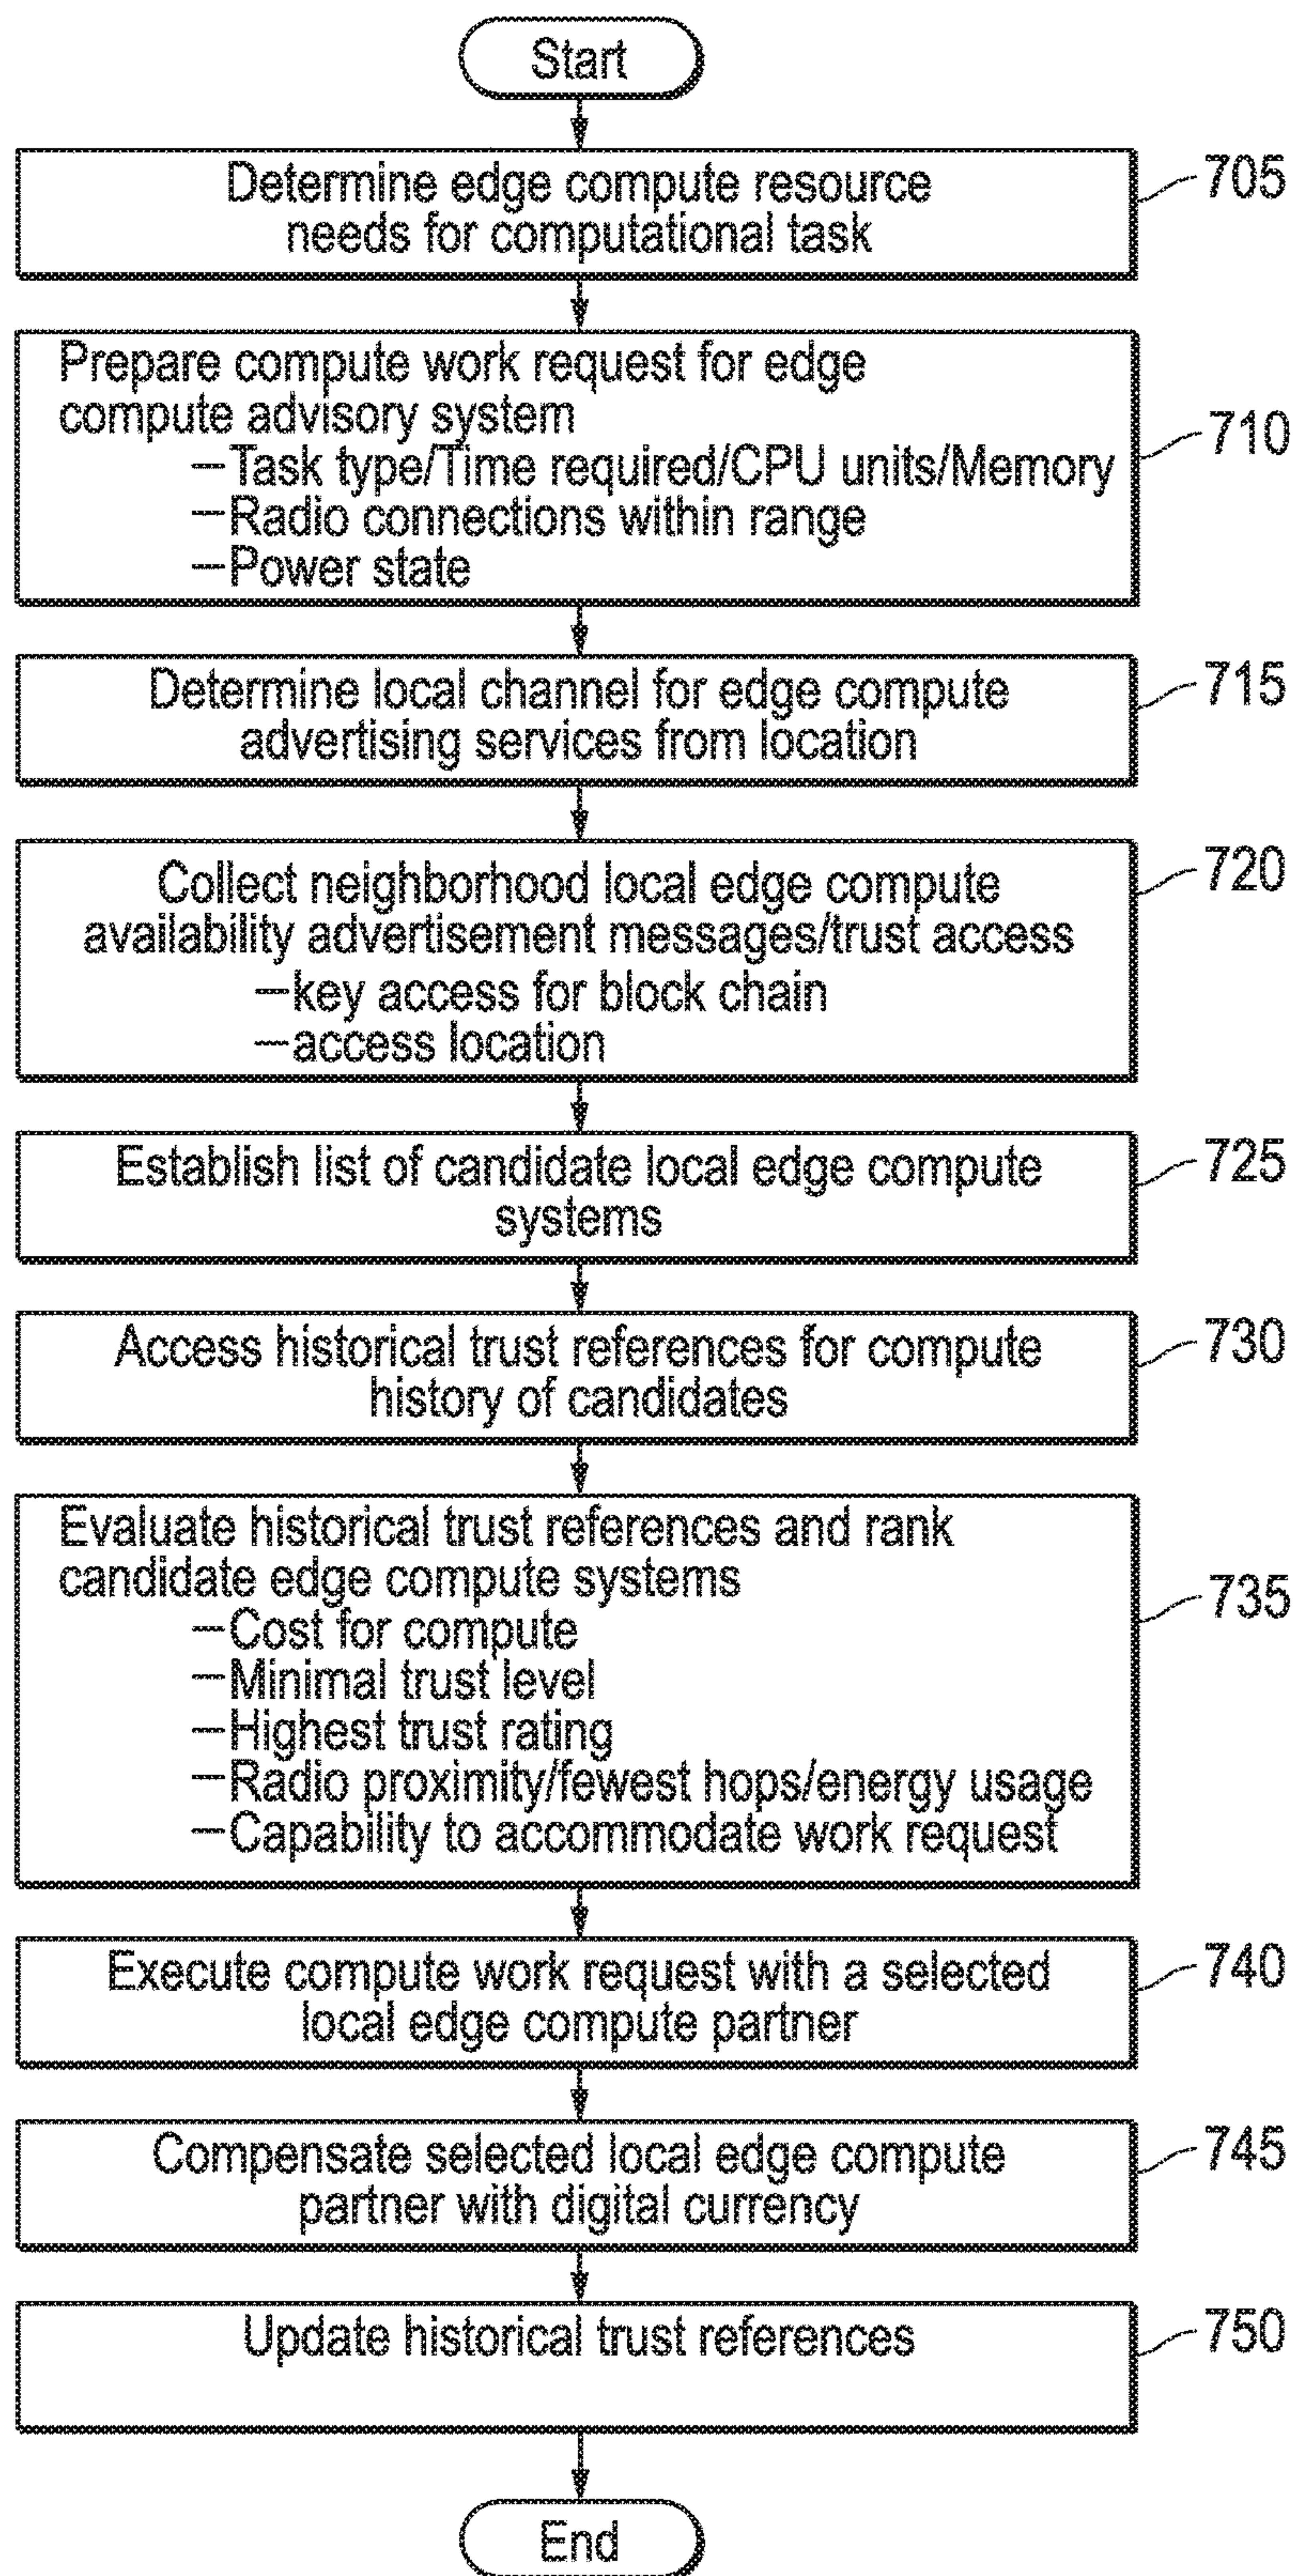 Start
Determine edge compute resource
needs for computational task
705
Prepare compute work request for edge
compute advisory system
–Task type/Time required/CPU units/Memory
–Radio connections within range
–Power state
710
Determine local channel for edge compute
advertising services from location
715
Collect neighborhood local edge compute
availability advertisement messages/trust access
–key access for block chain
–access location
720
Establish list of candidate local edge compute
systems
725
Access historical trust references for compute
history of candidates
730
Evaluate historical trust references and rank
candidate edge compute systems
–Cost for compute
–Minimal trust level
–Highest trust rating
–Radio proximity/fewest hops/energy usage
–Capability to accommodate work request
735
Execute compute work request with a selected
local edge compute partner
740
Compensate selected local edge compute
partner with digital currency
745
Update historical trust references
750
End